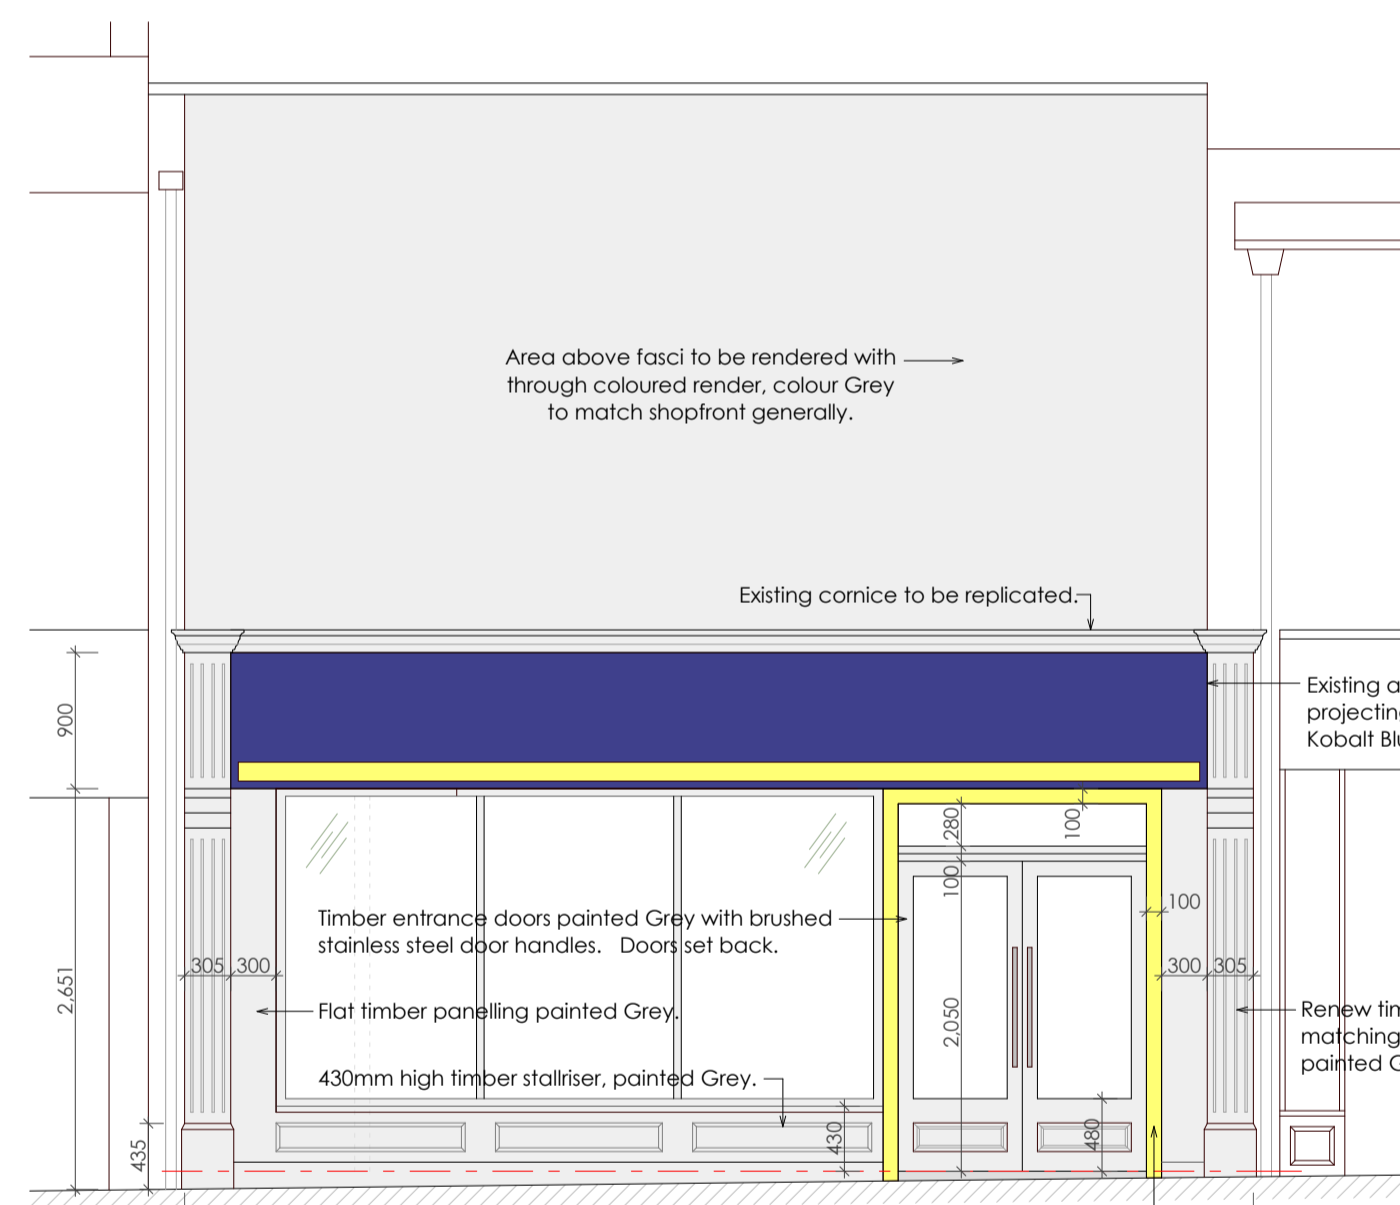 Area above fasci to be rendered with
through coloured render, colour Grey
to match shopfront generally.
Existing cornice to be replicated.
Existing a
projectin
Kobalt Bl
900
280
100
100
Timber entrance doors painted Grey with brushed
stainless steel door handles. Doors set back.
100
305
300
300
305
2,651
Flat timber panelling painted Grey.
2,050
Renew tim
matching
painted G
430mm high timber stallriser, painted Grey.
430
480
435